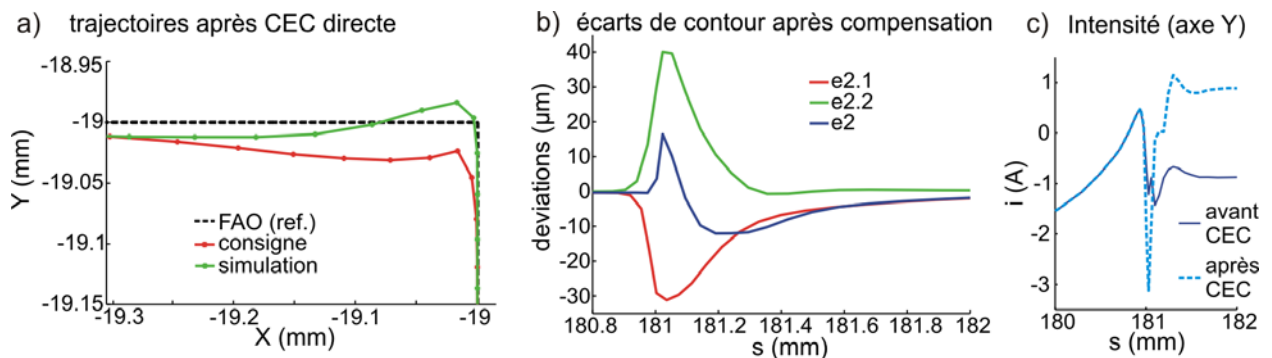 a) trajectoires après CEC directe
-18.95
-19
-19.05
-19.1
-19.15
Y (mm)
FAO (ref.)
consigne
simulation
-19.3 -19.2 -19.1 -19
X (mm)
b) écarts de contour après compensation
40
30
20
10
0
-10
-20
-30
deviations (µm)
e2.1
e2.2
e2
180.8 181 181.2 181.4 181.6 181.8 182
s (mm)
c) Intensité (axe Y)
1
0
-1
-2
-3
i (A)
avant
CEC
après
CEC
180 181 182
s (mm)